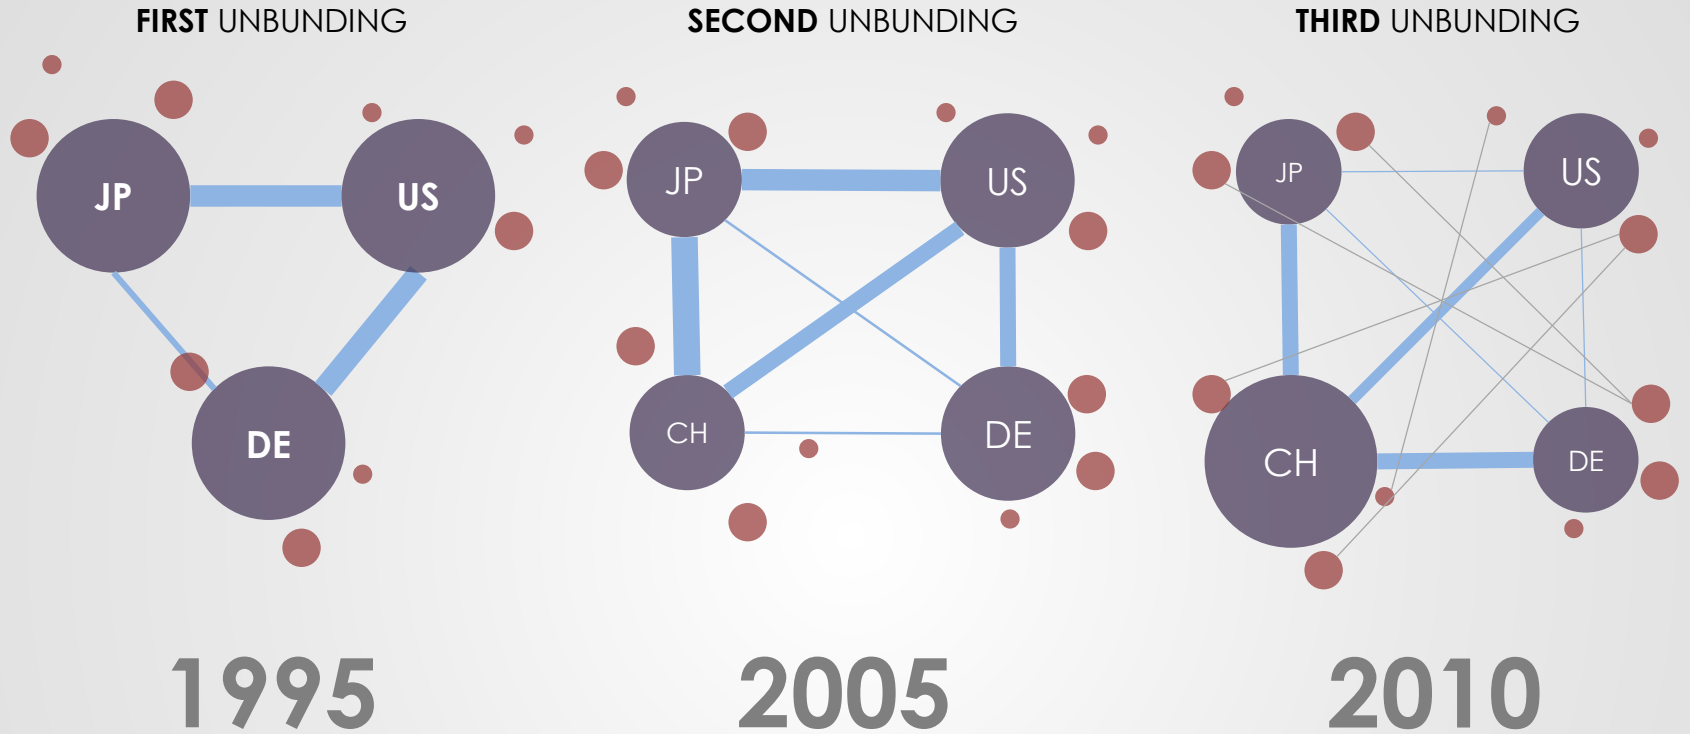 FIRST UNBUNDING
SECOND UNBUNDING
THIRD UNBUNDING
JP
US
DE
JP
US
CH
DE
JP
US
CH
DE
1995
2005
2010